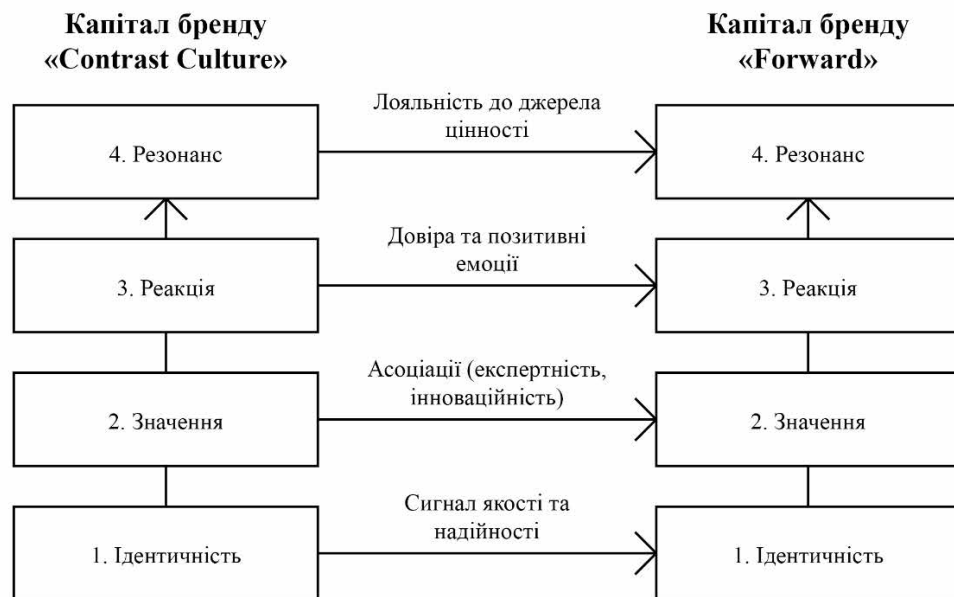 Капітал бренду
«Contrast Culture»
Капітал бренду
«Forward»
Лояльність до джерела
цінності
4. Резонанс
4. Резонанс
Довіра та позитивні
емоції
3. Реакція
3. Реакція
Асоціації (експертність,
інноваційність)
2. Значення
2. Значення
Сигнал якості та
надійності
1. Ідентичність
1. Ідентичність